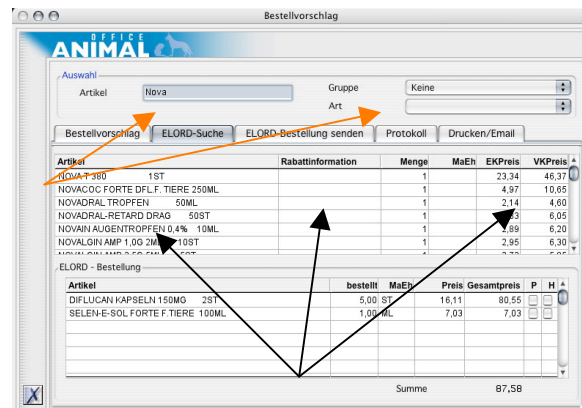 Bestellvorschlag
OFFICE
ANIMAL
Auswahl
Artikel Nova Gruppe Keine
Art
Bestellvorschlag ELORD-Suche ELORD-Bestellung senden Protokoll Drucken/Email
Artikel Rabattinformation Menge MaEh EKPreis VKPreis
NOVA T 380 1ST 1 23,34 46,37
NOVACOC FORTE DFL.F. TIERE 250ML 1 4,97 10,65
NOVADRAL TROPFEN 50ML 1 2,14 4,60
NOVADRAL-RETARD DRAG 50ST 1 6,05
NOVAIN AUGENTROPFEN 0,4% 10ML 1 2,89 6,20
NOVALGIN AMP 1,0G 2ML 10ST 1 2,95 6,30
ELORD - Bestellung
Artikel bestellt MaEh Preis Gesamtpreis P H
DIFLUCAN KAPSELN 150MG 2ST 5,00 ST 16,11 80,55
SELEN-E-SOL FORTE F.TIERE 100ML 1,00 ML 7,03 7,03
Summe 87,58
X